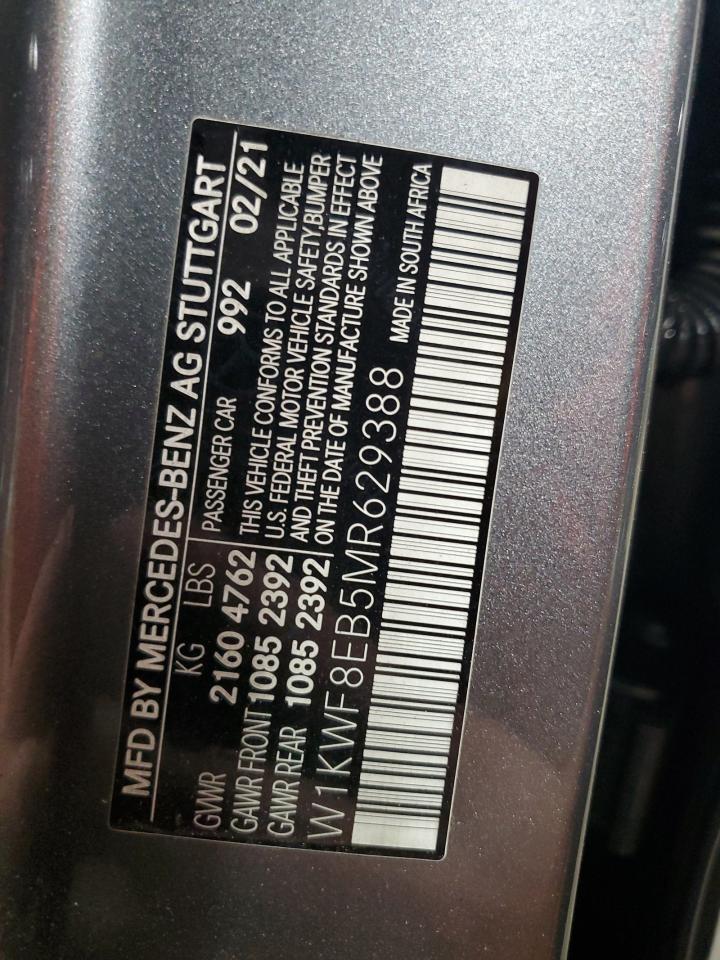 MFD BY MERCEDES-BENZ AG STUTTGART
KG LBS PASSENGER CAR 992 02/21
GWR 2160 4762 THIS VEHICLE CONFORMS TO ALL APPLICABLE
GAWR FRONT 1085 2392 U.S. FEDERAL MOTOR VEHICLE SAFETY,BUMPER
GAWR REAR 1085 2392 AND THEFT PREVENTION STANDARDS IN EFFECT
ON THE DATE OF MANUFACTURE SHOWN ABOVE
W1KWF8EB5MR629388 MADE IN SOUTH AFRICA